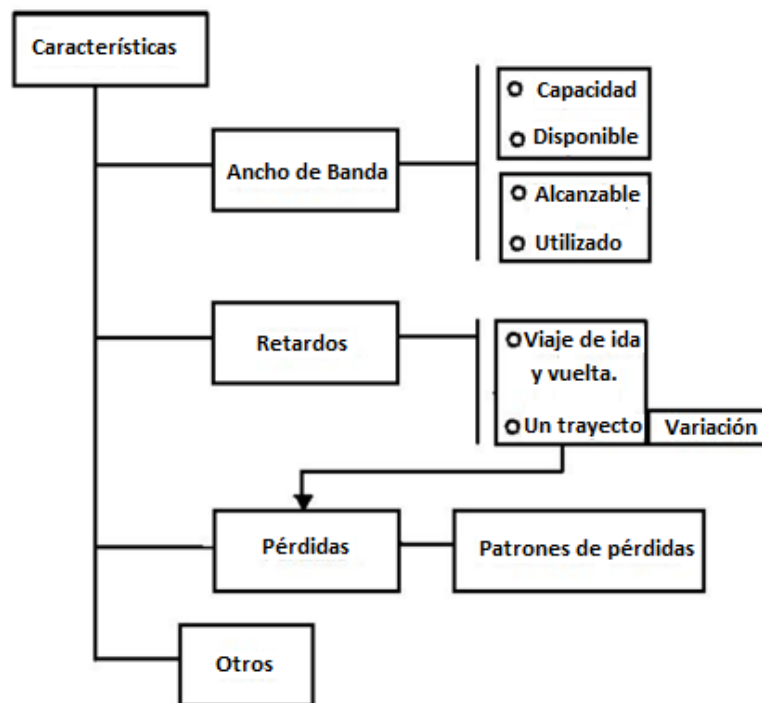 Característicás
Ancho de Banda
Capacidad
Disponible
Alcanzable
Utilizado
Retardos
Viaje de ida
y vuelta.
Un trayecto
Variación
Pérdidas
Patrones de pérdidas
Otros